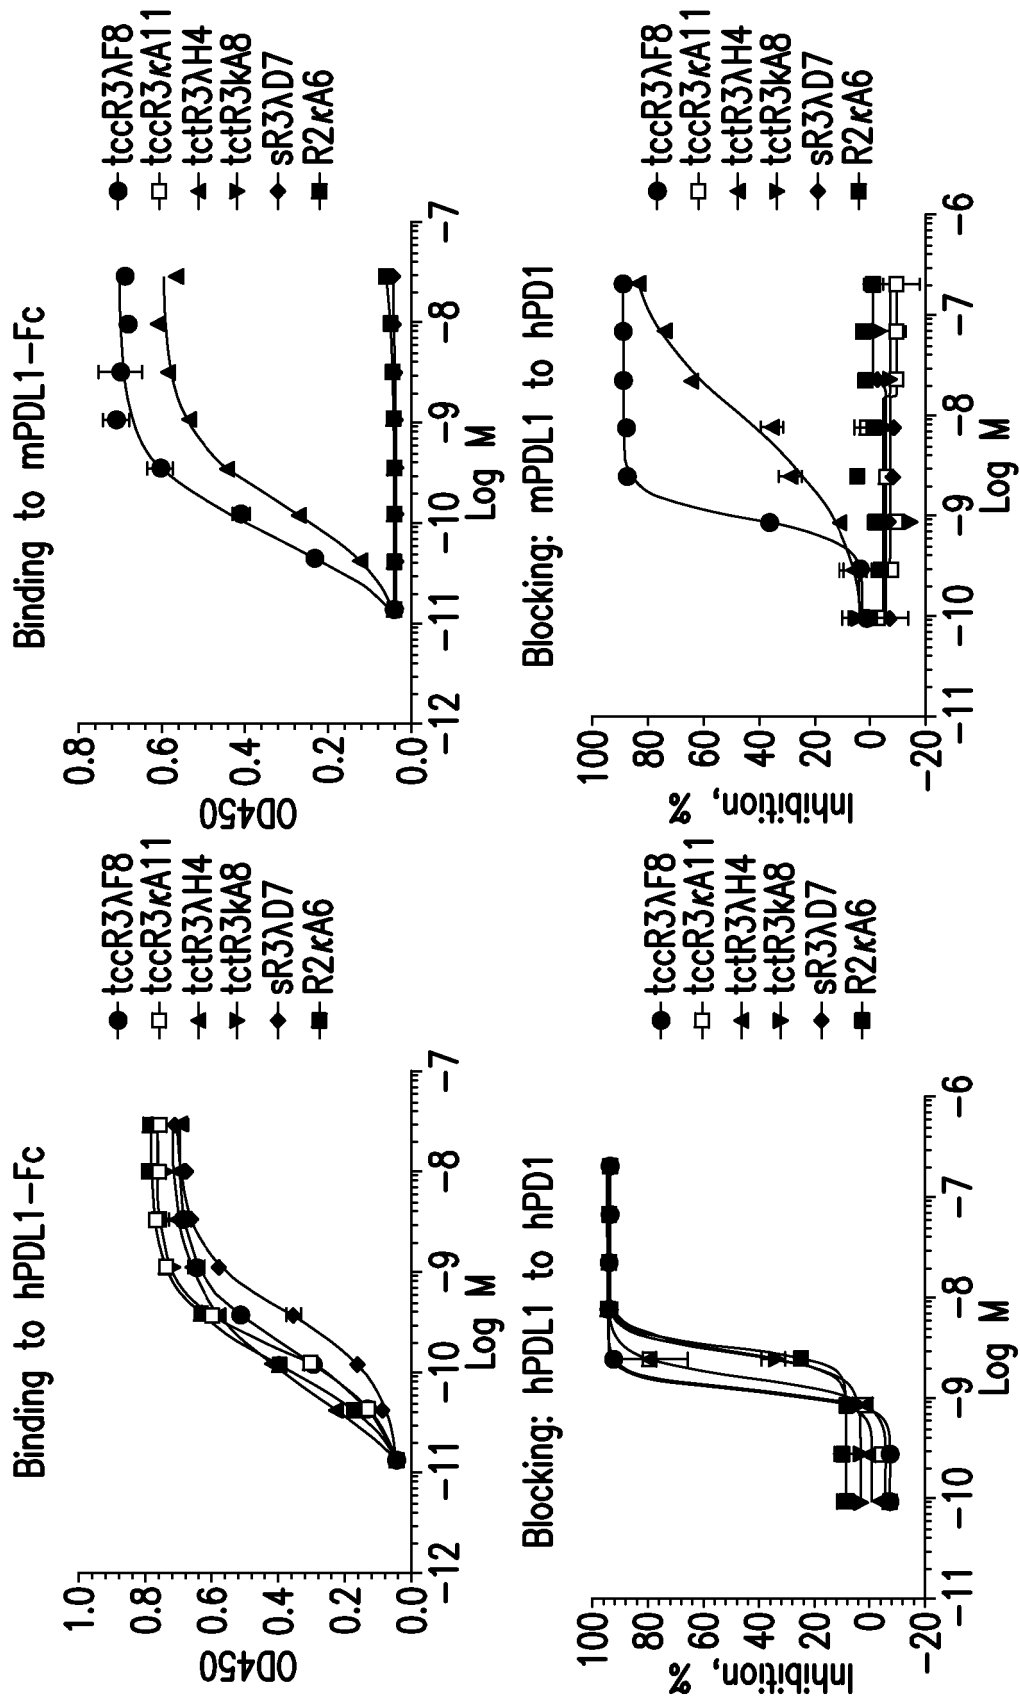 Binding to hPDL1-Fc
OD450
1.0
0.8
0.6
0.4
0.2
0.0
-12
-11
-10
-9
-8
-7
Log M
tccR3λF8
tccR3κA11
tctR3λH4
tctR3kA8
sR3λD7
R2κA6
Binding to mPDL1-Fc
OD450
0.8
0.6
0.4
0.2
0.0
-12
-11
-10
-9
-8
-7
Log M
tccR3λF8
tccR3κA11
tctR3λH4
tctR3kA8
sR3λD7
R2κA6
Blocking: hPDL1 to hPD1
Inhibition, %
100
80
60
40
20
0
-20
-11
-10
-9
-8
-7
-6
Log M
tccR3λF8
tccR3κA11
tctR3λH4
tctR3kA8
sR3λD7
R2κA6
Blocking: mPDL1 to hPD1
Inhibition, %
100
80
60
40
20
0
-20
-11
-10
-9
-8
-7
-6
Log M
tccR3λF8
tccR3κA11
tctR3λH4
tctR3kA8
sR3λD7
R2κA6